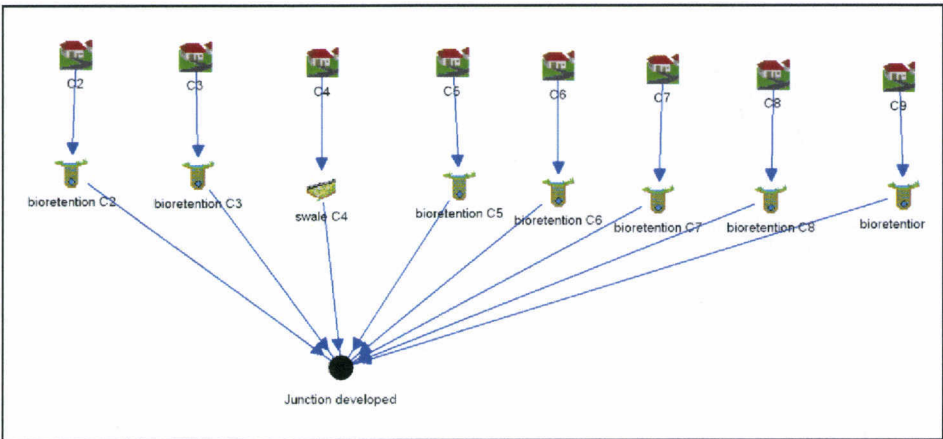 C2
C3
C4
C5
C6
C7
C8
C9
bioretention C2
bioretention C3
swale C4
bioretention C5
bioretention C6
bioretention C7
bioretention C8
bioretentior
Junction developed